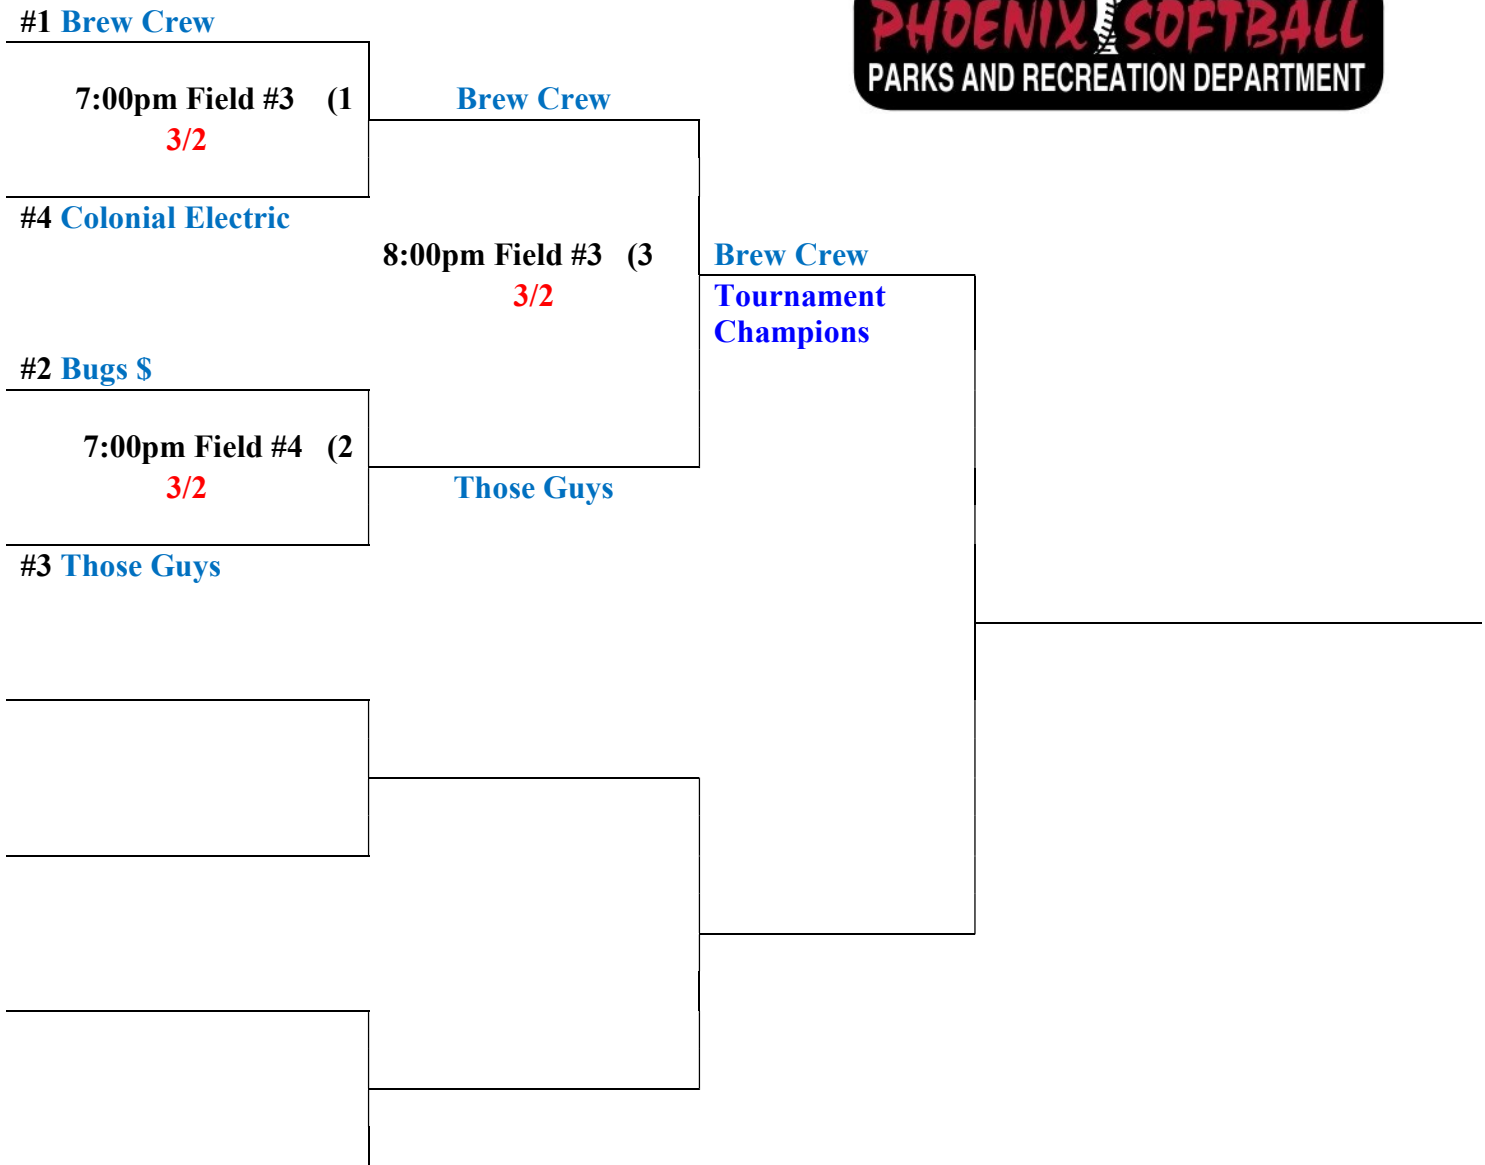 PHOENIX SOFTBALL
PARKS AND RECREATION DEPARTMENT
#1 Brew Crew
7:00pm Field #3 (1
3/2
Brew Crew
#4 Colonial Electric
8:00pm Field #3 (3
3/2
Brew Crew
Tournament
Champions
#2 Bugs $
7:00pm Field #4 (2
3/2
Those Guys
#3 Those Guys